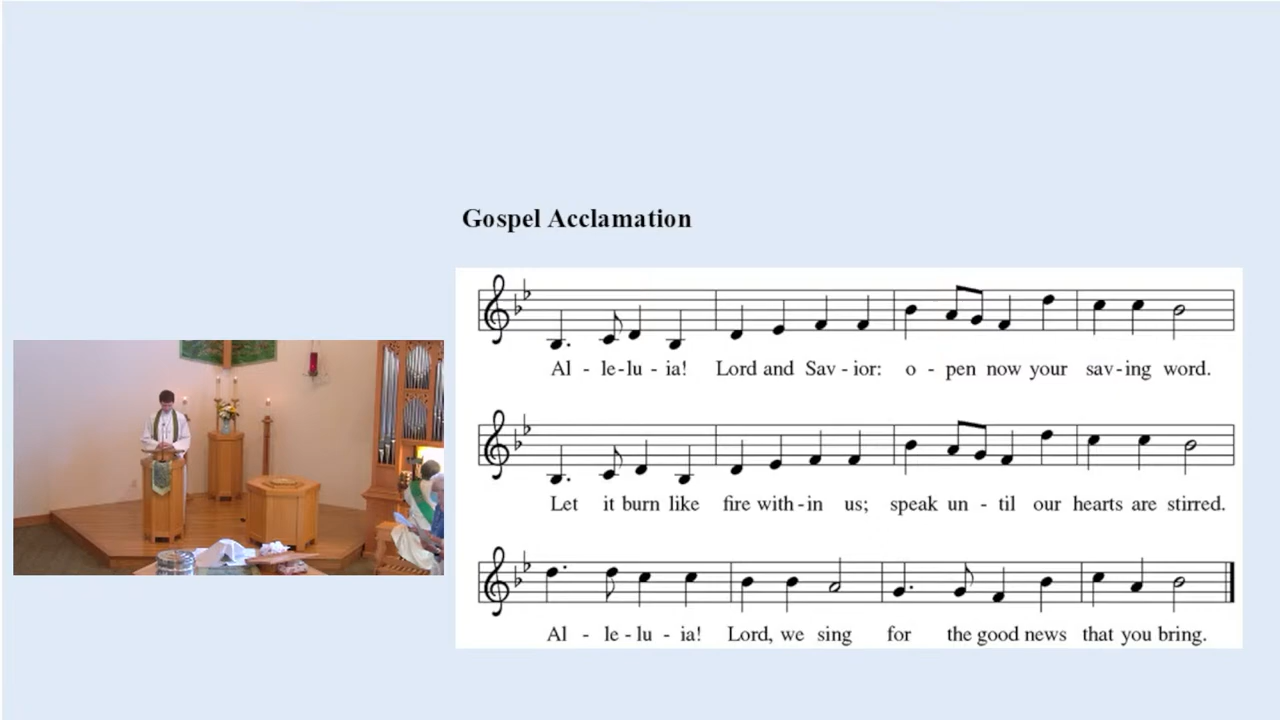 Gospel Acclamation
Al - le - lu - ia! Lord and Sav - ior: o - pen now your sav - ing word.
Let it burn like fire with - in us; speak un - til our hearts are stirred.
Al - le - lu - ia! Lord, we sing for the good news that you bring.